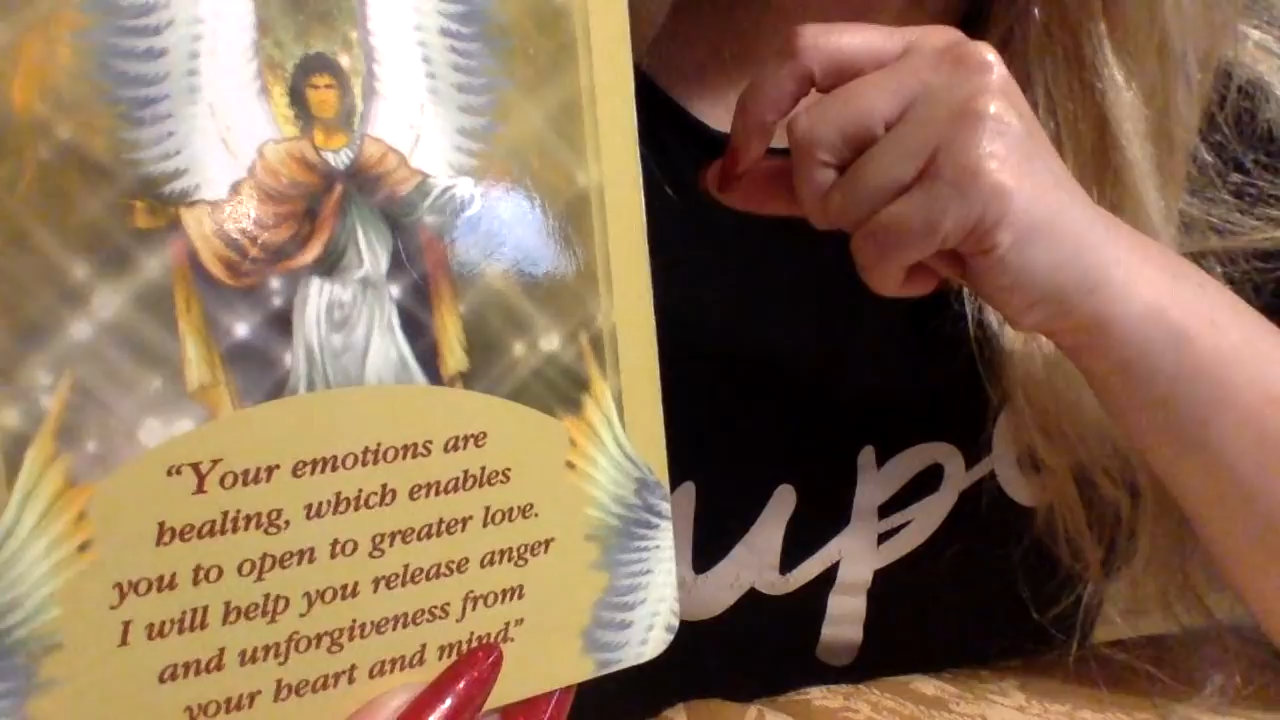 “Your emotions are
healing, which enables
you to open to greater love.
I will help you release anger
and unforgiveness from
your heart and mind.”
up